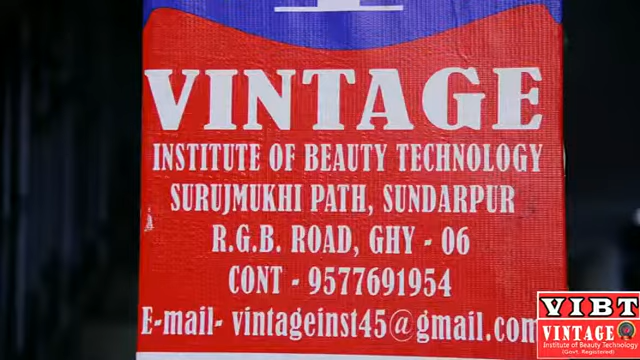 VINTAGE
INSTITUTE OF BEAUTY TECHNOLOGY
SURUJMUKHI PATH, SUNDARPUR
R.G.B. ROAD, GHY - 06
CONT - 9577691954
E-mail- vintageinst45@gmail.com
VIBT
VINTAGE
Institute of Beauty Technology
(Govt. Registered)